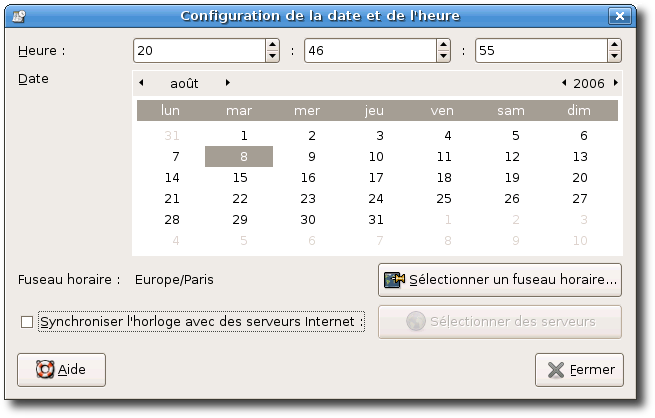 Configuration de la date et de l'heure
Heure : 20 : 46 : 55
Date
août 2006
lun mar mer jeu ven sam dim
31 1 2 3 4 5 6
7 8 9 10 11 12 13
14 15 16 17 18 19 20
21 22 23 24 25 26 27
28 29 30 31 1 2 3
4 5 6 7 8 9 10
Fuseau horaire : Europe/Paris Sélectionner un fuseau horaire...
Synchroniser l'horloge avec des serveurs Internet : Sélectionner des serveurs
Aide Fermer